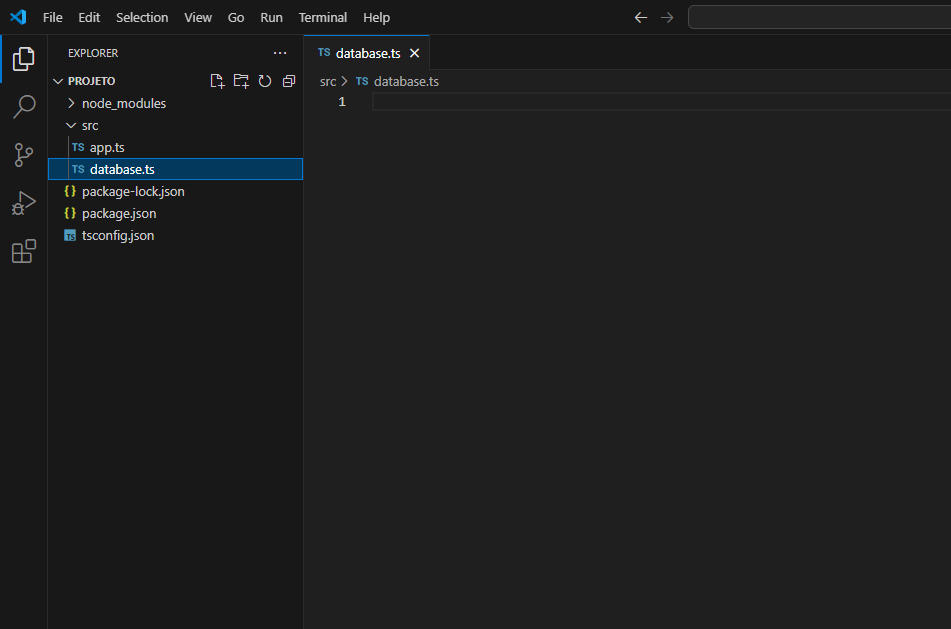 File Edit Selection View Go Run Terminal Help
EXPLORER
PROJETO
node_modules
src
TS app.ts
TS database.ts
{} package-lock.json
{} package.json
TS tsconfig.json
TS database.ts
src > TS database.ts
1